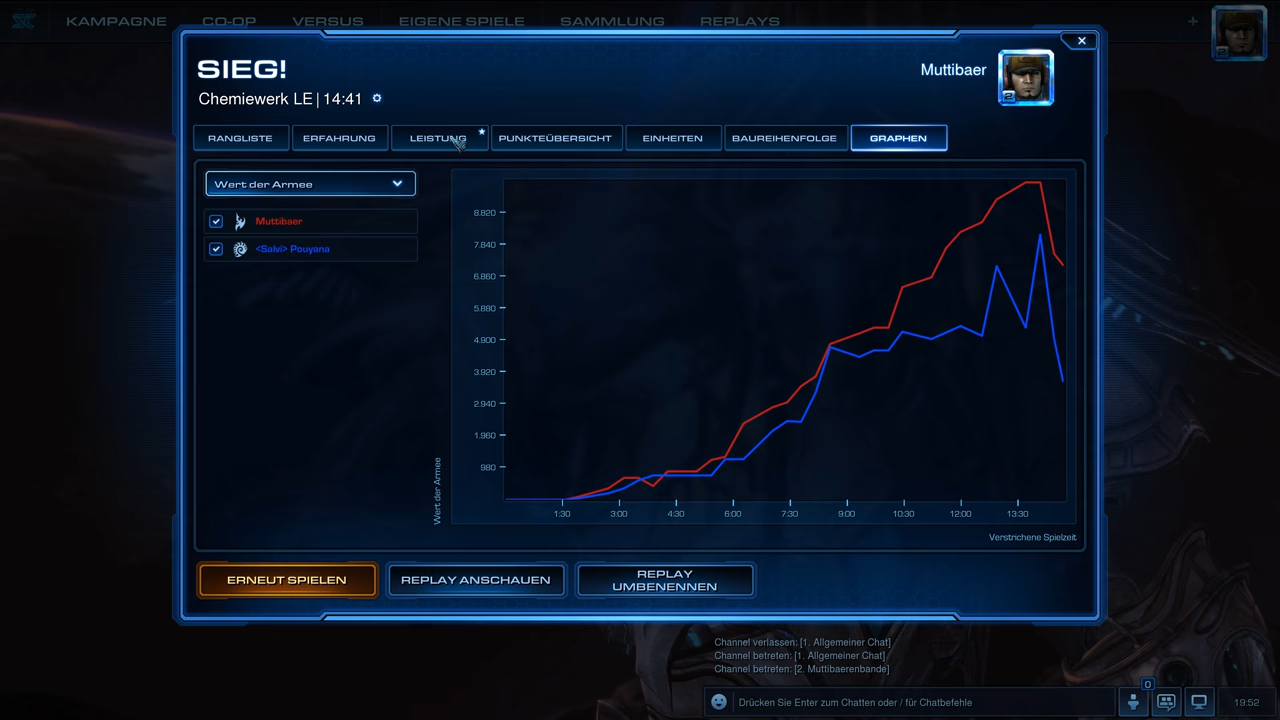 KAMPAGNE CO-OP VERSUS EIGENE SPIELE SAMMLUNG REPLAYS
SIEG!
Muttibaer
2
2
Chemiewerk LE | 14:41
RANGLISTE ERFAHRUNG LEISTUNG PUNKTEÜBERSICHT EINHEITEN BAUREIHENFOLGE GRAPHEN
Wert der Armee
Muttibaer
<Salvi> Pouyana
8.820
7.840
6.860
5.880
4.900
3.920
2.940
1.960
980
Wert der Armee
1:30 3:00 4:30 6:00 7:30 9:00 10:30 12:00 13:30
Verstrichene Spielzeit
ERNEUT SPIELEN
REPLAY ANSCHAUEN
REPLAY
UMBENENNEN
Channel verlassen: [1. Allgemeiner Chat]
Channel betreten: [1. Allgemeiner Chat]
Channel betreten: [2. Muttibaerenbande]
0
Drücken Sie Enter zum Chatten oder / für Chatbefehle
19:52